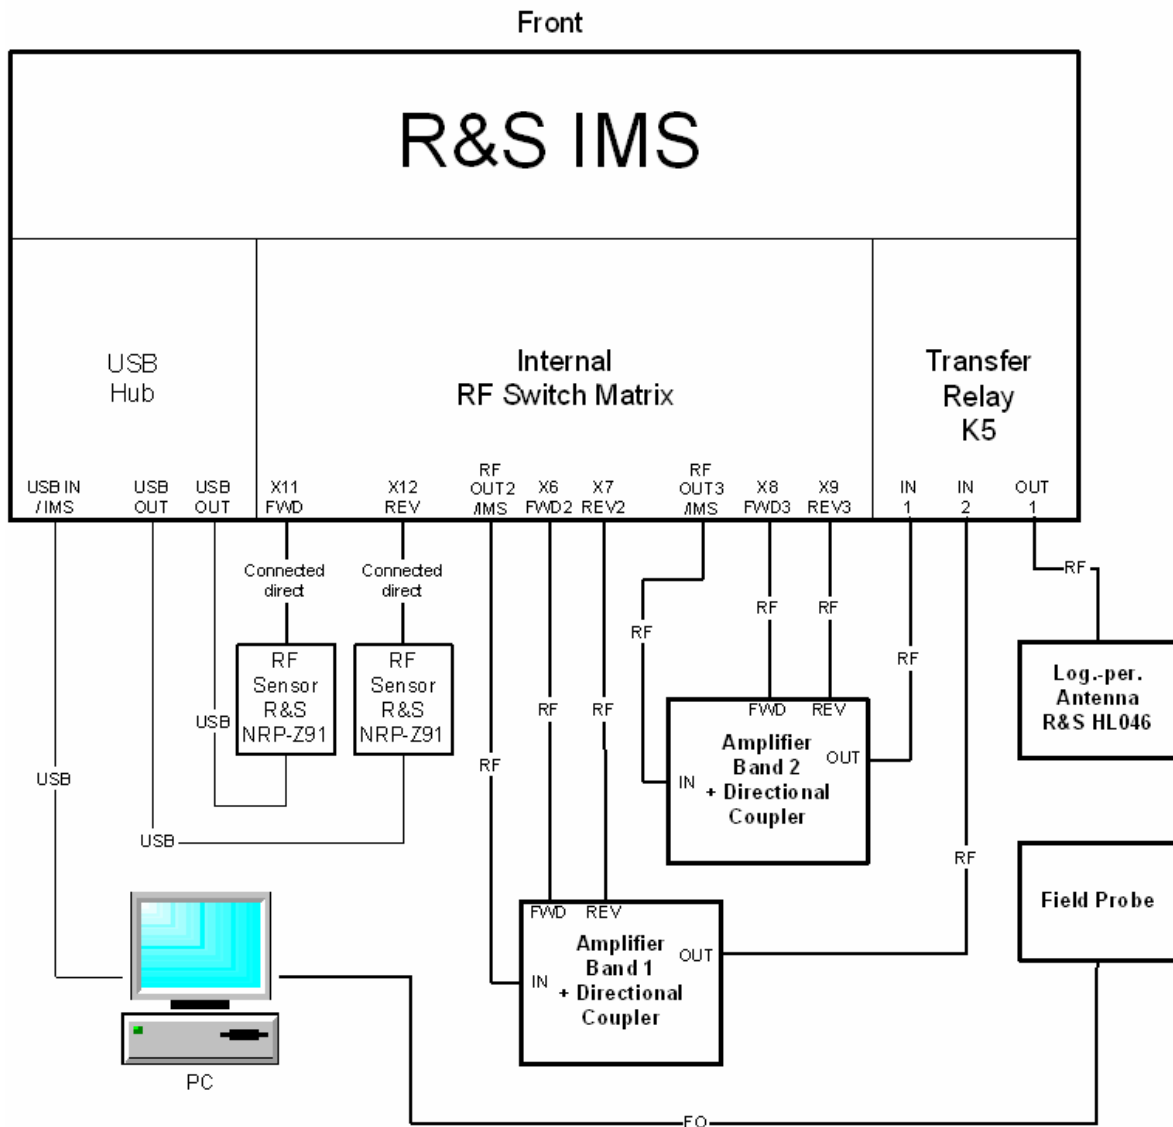 Front
R&S IMS
USB
Hub
Internal
RF Switch Matrix
Transfer
Relay
K5
USB IN
/IMS
USB
OUT
USB
OUT
X11
FWD
X12
REV
RF
OUT2
/IMS
X6
FWD2
X7
REV2
RF
OUT3
/IMS
X8
FWD3
X9
REV3
IN
1
IN
2
OUT
1
Connected
direct
Connected
direct
RF
RF
RF
RF
RF
RF
Sensor
R&S
NRP-Z91
RF
Sensor
R&S
NRP-Z91
Log.-per.
Antenna
R&S HL046
USB
RF
RF
FWD
REV
Amplifier
Band 2
+ Directional
Coupler
IN
OUT
USB
RF
USB
RF
Field Probe
FWD
REV
Amplifier
Band 1
+ Directional
Coupler
IN
OUT
PC
FO